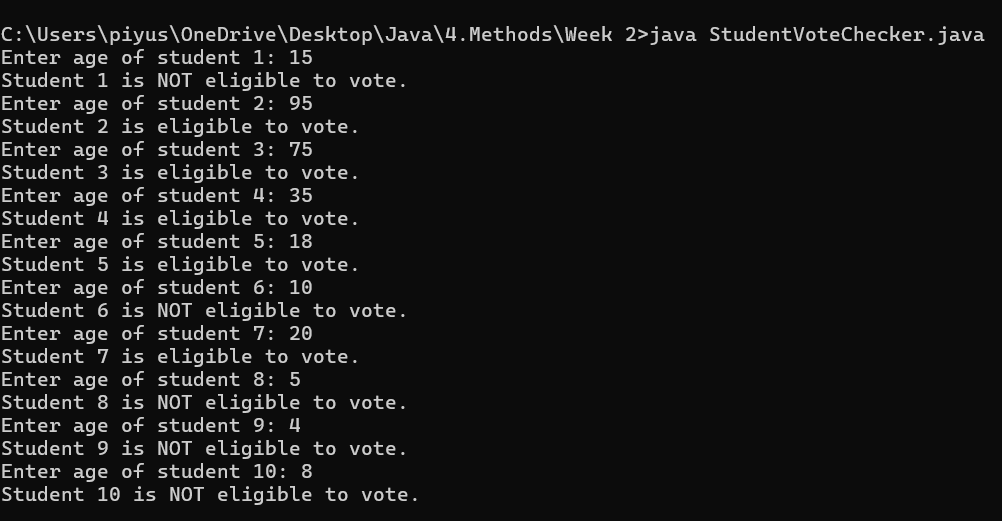 C:\Users\piyus\OneDrive\Desktop\Java\4.Methods\Week 2>java StudentVoteChecker.java
Enter age of student 1: 15
Student 1 is NOT eligible to vote.
Enter age of student 2: 95
Student 2 is eligible to vote.
Enter age of student 3: 75
Student 3 is eligible to vote.
Enter age of student 4: 35
Student 4 is eligible to vote.
Enter age of student 5: 18
Student 5 is eligible to vote.
Enter age of student 6: 10
Student 6 is NOT eligible to vote.
Enter age of student 7: 20
Student 7 is eligible to vote.
Enter age of student 8: 5
Student 8 is NOT eligible to vote.
Enter age of student 9: 4
Student 9 is NOT eligible to vote.
Enter age of student 10: 8
Student 10 is NOT eligible to vote.